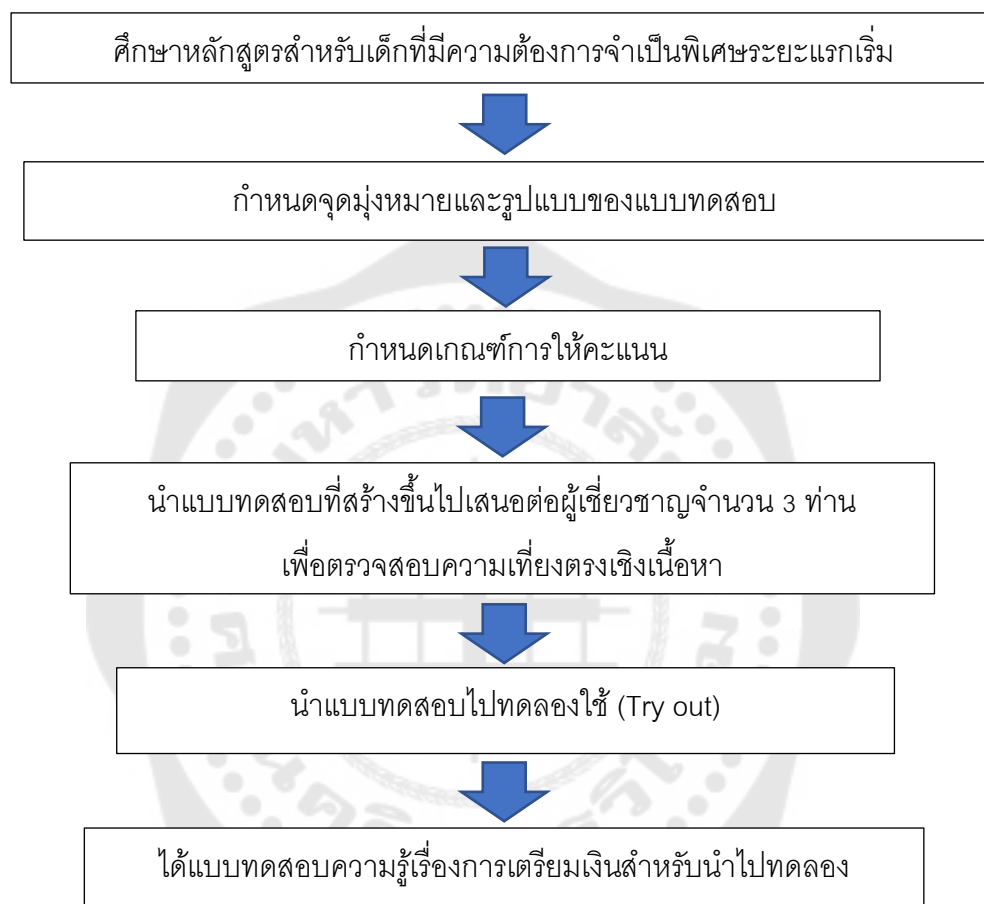 ศึกษาหลักสูตรสำหรับเด็กที่มีความต้องการจำเป็นพิเศษระยะแรกเริ่ม
กำหนดจุดมุ่งหมายและรูปแบบของแบบทดสอบ
กำหนดเกณฑ์การให้คะแนน
นำแบบทดสอบที่สร้างขึ้นไปเสนอต่อผู้เชี่ยวชาญจำนวน 3 ท่าน
เพื่อตรวจสอบความเที่ยงตรงเชิงเนื้อหา
นำแบบทดสอบไปทดลองใช้ (Try out)
ได้แบบทดสอบความรู้เรื่องการเตรียมเงินสำหรับนำไปทดลอง